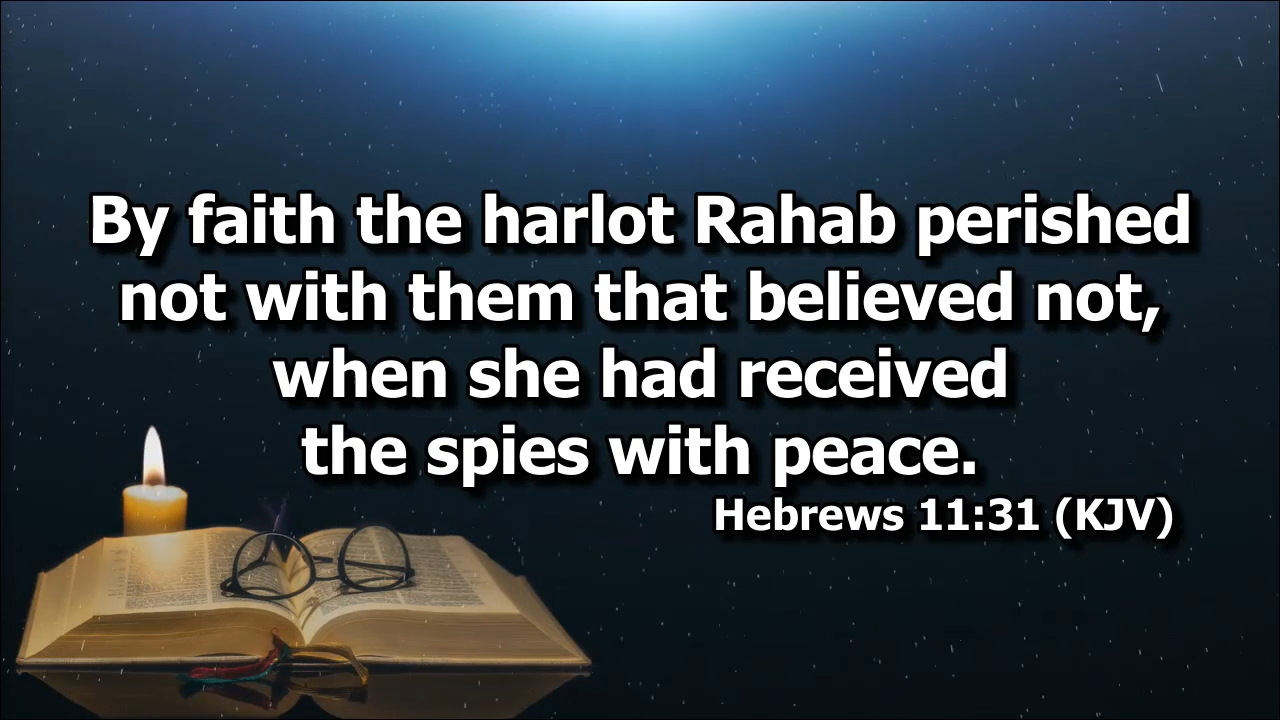 By faith the harlot Rahab perished
not with them that believed not,
when she had received
the spies with peace.
Hebrews 11:31 (KJV)